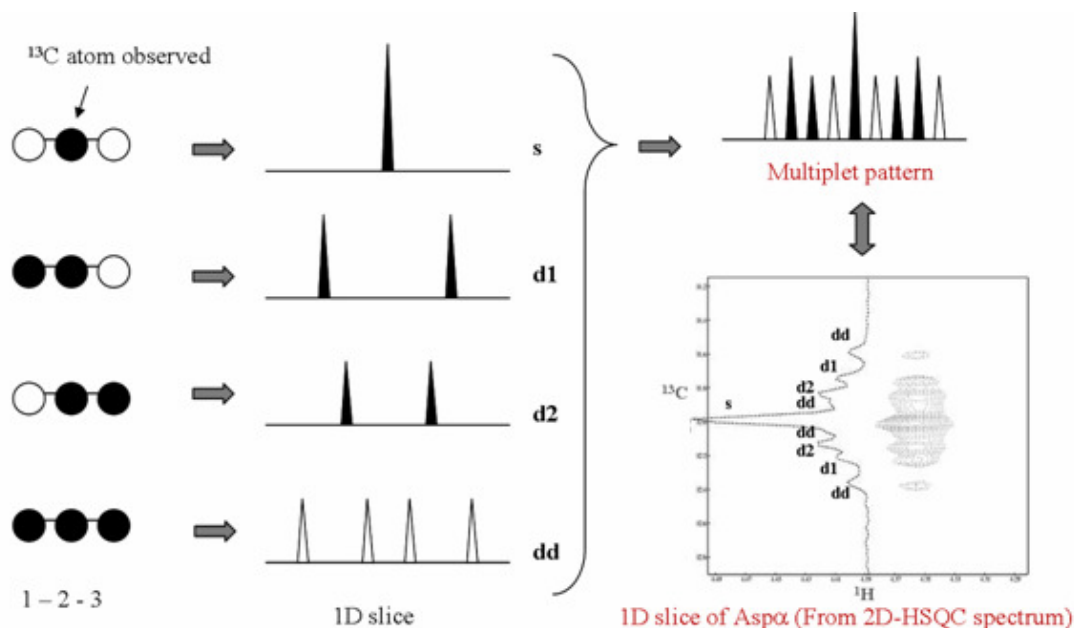 ¹³C atom observed
s
d1
d2
dd
1 – 2 - 3
1D slice
Multiplet pattern
dd
d1
d2
dd
s
dd
d2
d1
dd
¹³C
¹H
1D slice of Aspα (From 2D-HSQC spectrum)